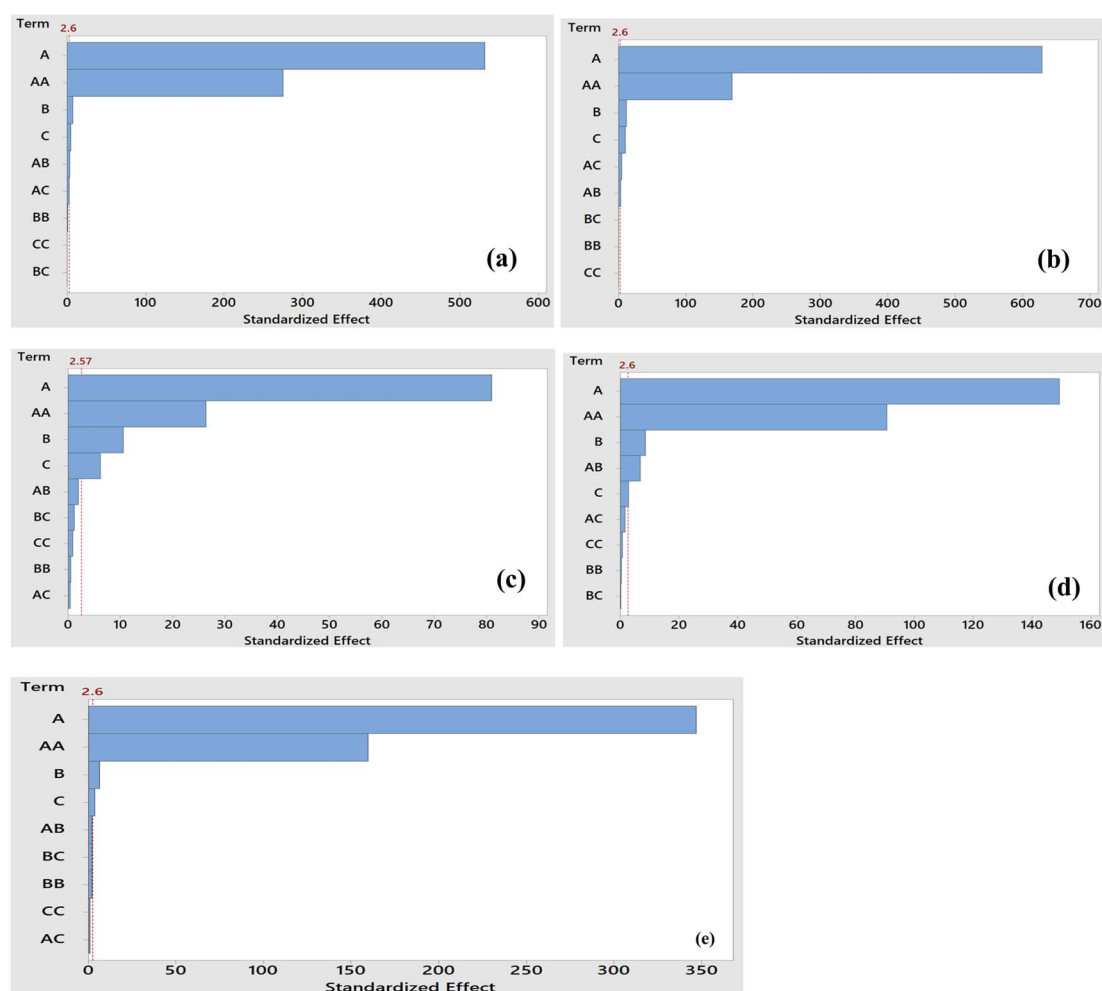 Term
2.6
A
AA
B
C
AB
AC
BB
CC
BC
(a)
0 100 200 300 400 500 600
Standardized Effect
Term
2.6
A
AA
B
C
AC
AB
BC
BB
CC
(b)
0 100 200 300 400 500 600 700
Standardized Effect
Term
2.57
A
AA
B
C
AB
BC
CC
BB
AC
(c)
0 10 20 30 40 50 60 70 80 90
Standardized Effect
Term
2.6
A
AA
B
AB
C
AC
CC
BB
BC
(d)
0 20 40 60 80 100 120 140 160
Standardized Effect
Term
2.6
A
AA
B
C
AB
BC
BB
CC
AC
(e)
0 50 100 150 200 250 300 350
Standardized Effect